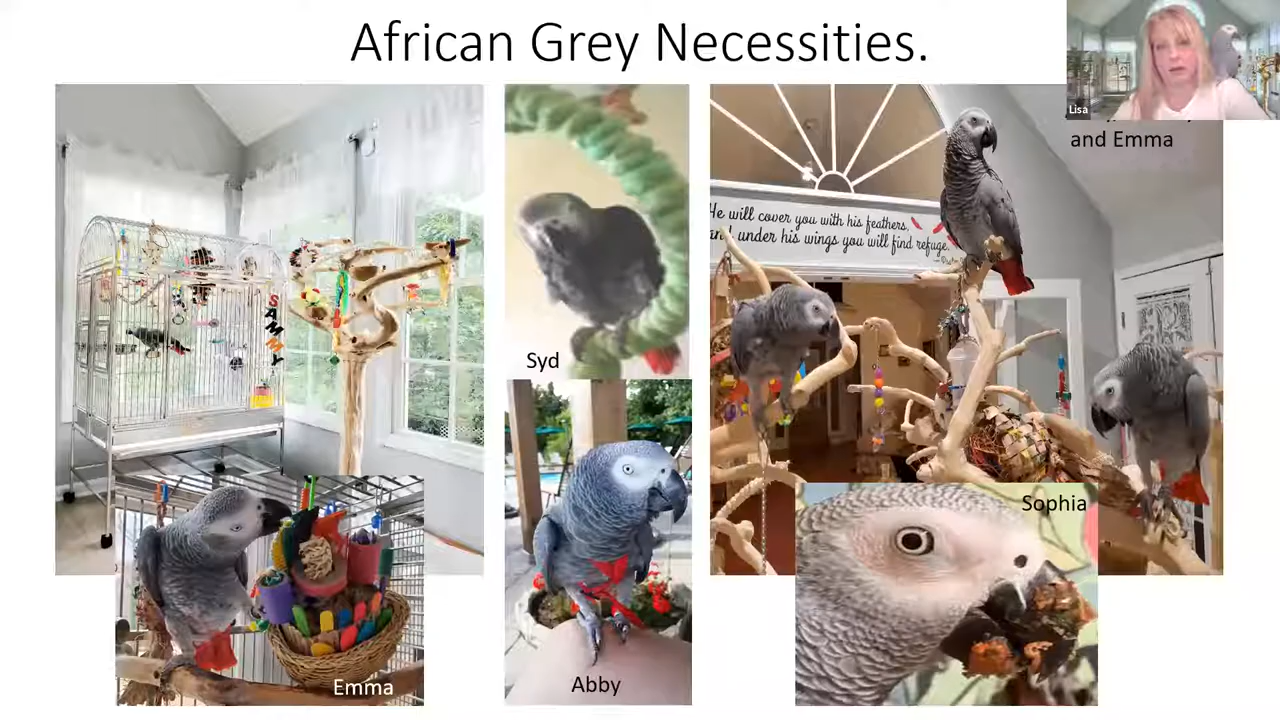 African Grey Necessities.
Lisa
and Emma
He will cover you with his feathers,
and under his wings you will find refuge.
SAMMY
Syd
Sophia
Emma
Abby